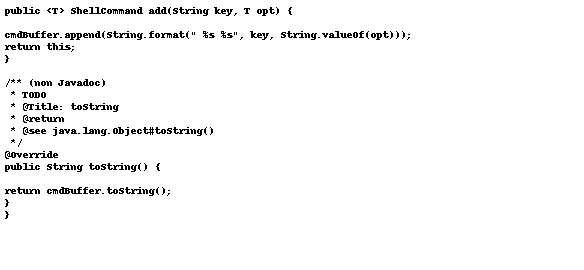 public <T> ShellCommand add(String key, T opt) {

cmdBuffer.append(String.format(" %s %s", key, String.valueOf(opt)));
return this;
}

/** (non Javadoc)
 * TODO
 * @Title: toString
 * @return
 * @see java.lang.Object#toString()
 */
@Override
public String toString() {

return cmdBuffer.toString();
}
}